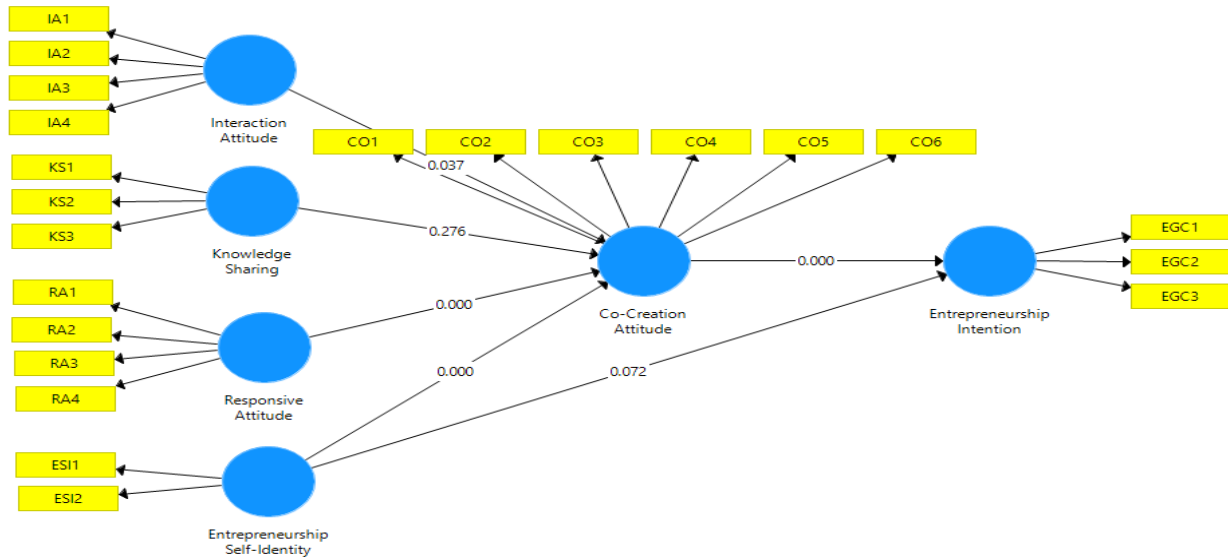 IA1
IA2
IA3
IA4
Interaction
Attitude
KS1
KS2
KS3
Knowledge
Sharing
RA1
RA2
RA3
RA4
Responsive
Attitude
ESI1
ESI2
Entrepreneurship
Self-Identity
CO1
CO2
CO3
CO4
CO5
CO6
0.037
0.276
0.000
0.000
Co-Creation
Attitude
0.000
0.072
Entrepreneurship
Intention
EGC1
EGC2
EGC3